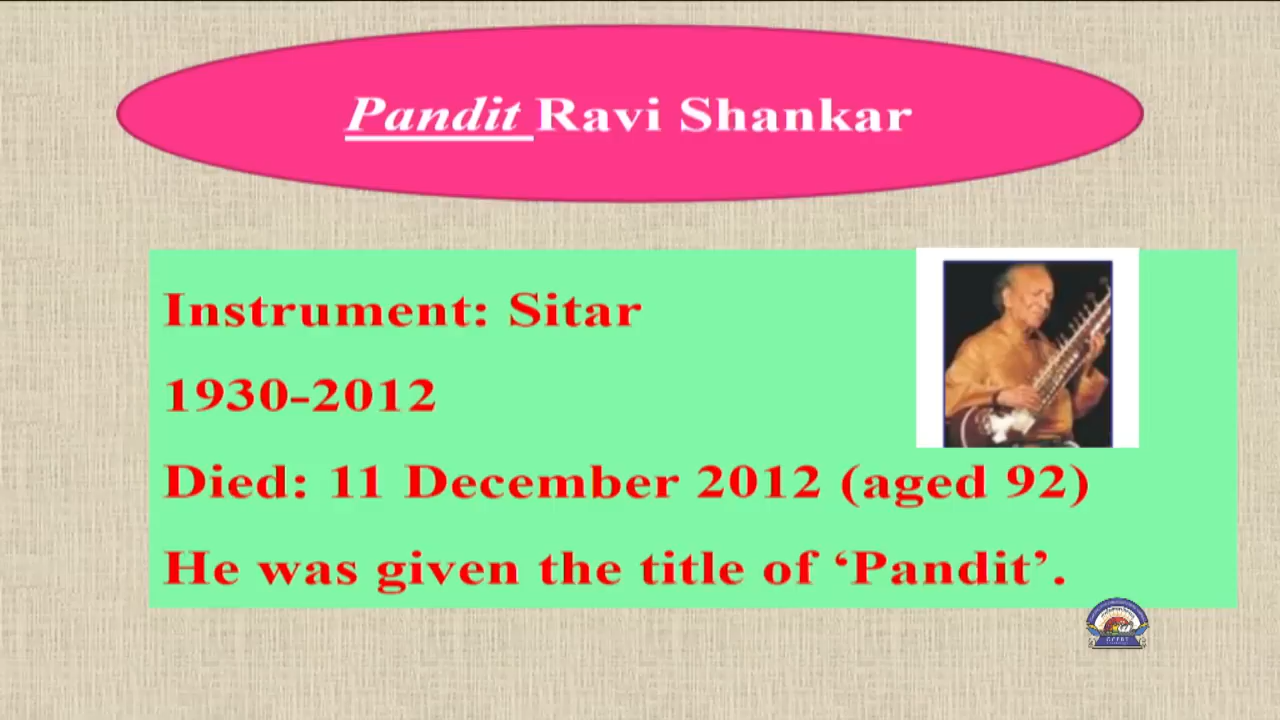 Pandit Ravi Shankar
Instrument: Sitar
1930-2012
Died: 11 December 2012 (aged 92)
He was given the title of ‘Pandit’.